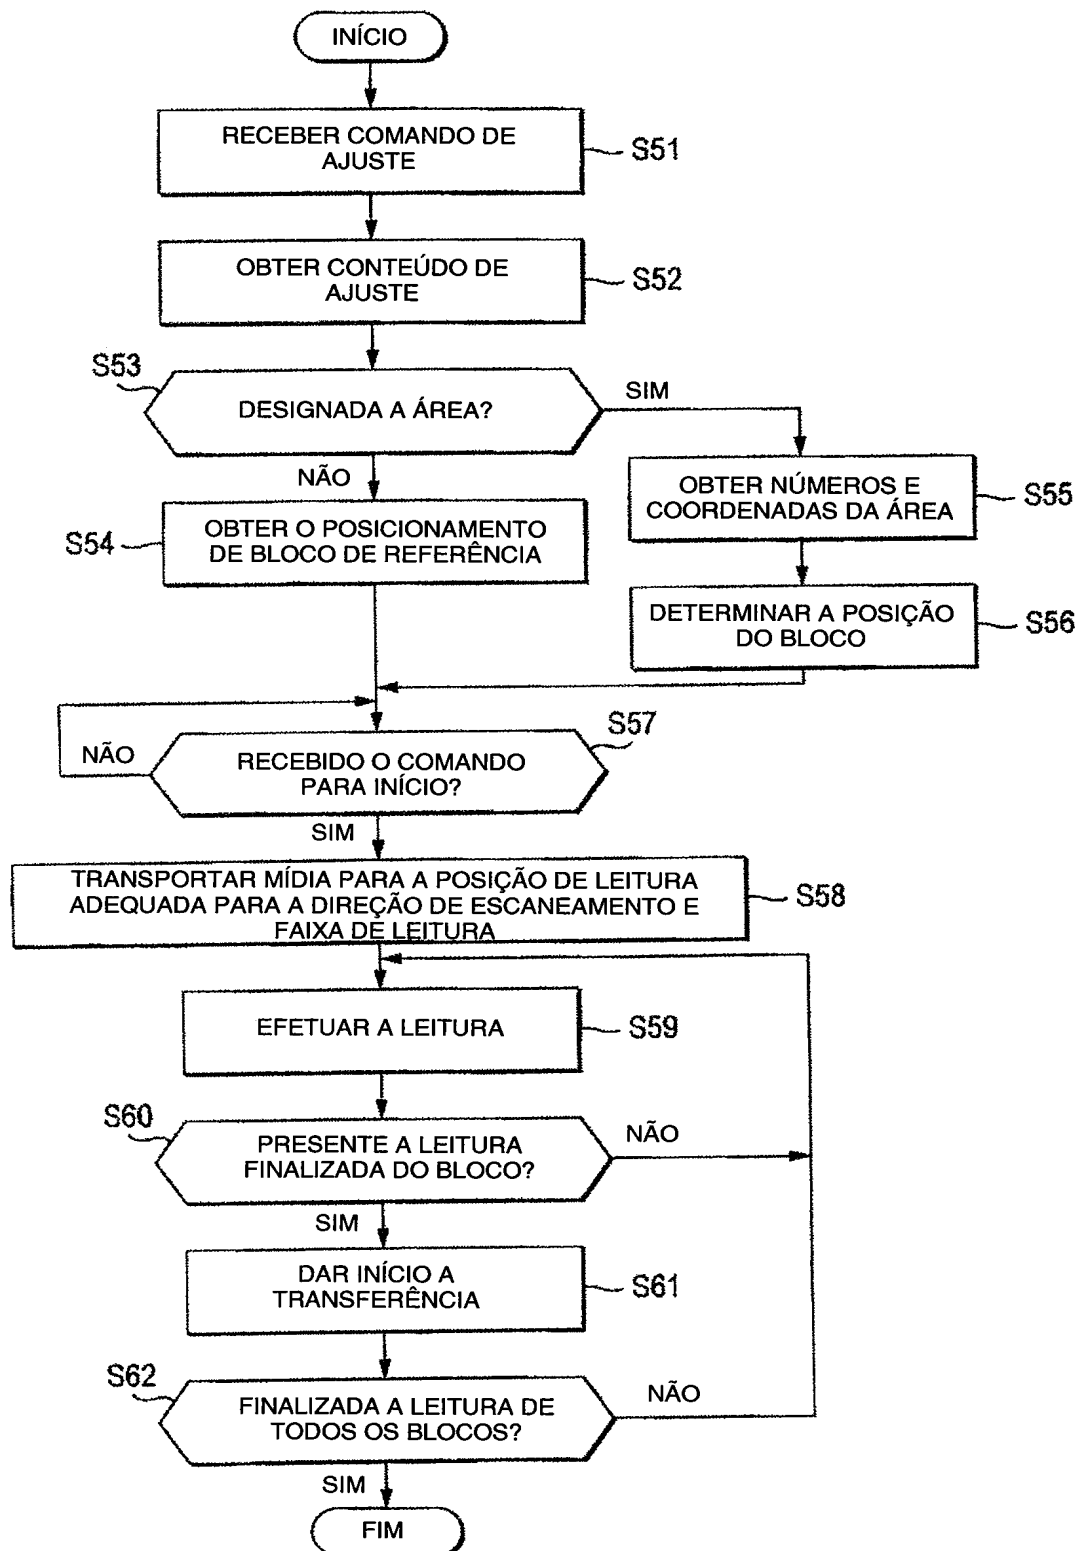 INÍCIO
RECEBER COMANDO DE
AJUSTE
S51
OBTER CONTEÚDO DE
AJUSTE
S52
S53
DESIGNADA A ÁREA?
SIM
NÃO
OBTER NÚMEROS E
COORDENADAS DA ÁREA
S55
S54
OBTER O POSICIONAMENTO
DE BLOCO DE REFERÊNCIA
DETERMINAR A POSIÇÃO
DO BLOCO
S56
S57
NÃO
RECEBIDO O COMANDO
PARA INÍCIO?
SIM
TRANSPORTAR MÍDIA PARA A POSIÇÃO DE LEITURA
ADEQUADA PARA A DIREÇÃO DE ESCANEAMENTO E
FAIXA DE LEITURA
S58
EFETUAR A LEITURA
S59
S60
PRESENTE A LEITURA
FINALIZADA DO BLOCO?
NÃO
SIM
DAR INÍCIO A
TRANSFERÊNCIA
S61
S62
FINALIZADA A LEITURA DE
TODOS OS BLOCOS?
NÃO
SIM
FIM